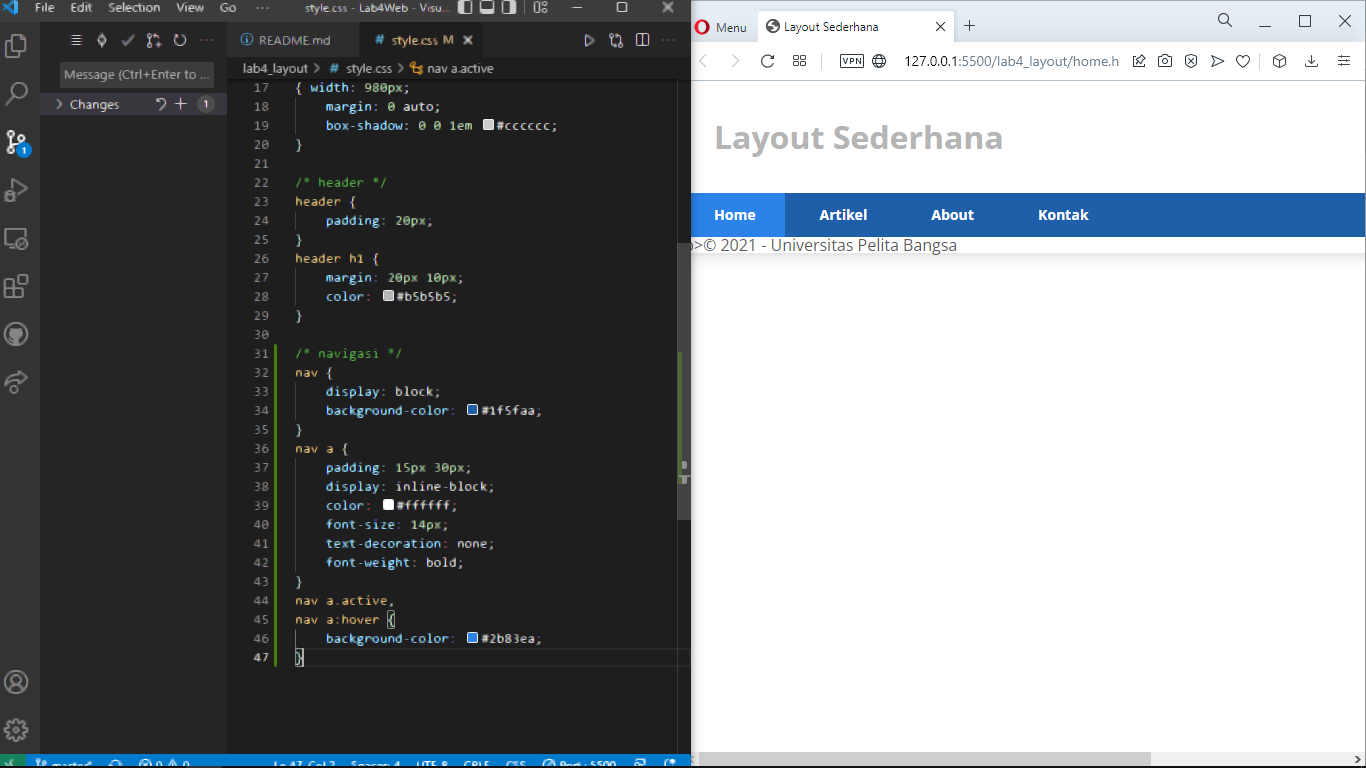 File Edit Selection View Go ··· style.css - Lab4Web - Visu...
README.md
# style.css M
Message (Ctrl+Enter to ...
Changes 1
1
lab4_layout > # style.css > nav a.active
17 { width: 980px;
18 margin: 0 auto;
19 box-shadow: 0 0 1em #cccccc;
20 }
21
22 /* header */
23 header {
24 padding: 20px;
25 }
26 header h1 {
27 margin: 20px 10px;
28 color: #b5b5b5;
29 }
30
31 /* navigasi */
32 nav {
33 display: block;
34 background-color: #1f5faa;
35 }
36 nav a {
37 padding: 15px 30px;
38 display: inline-block;
39 color: #ffffff;
40 font-size: 14px;
41 text-decoration: none;
42 font-weight: bold;
43 }
44 nav a.active,
45 nav a:hover {
46 background-color: #2b83ea;
47 }
master* 0 0 Ln 47, Col 2 Spaces: 4 UTF-8 CRLF CSS Port : 5500
Menu
Layout Sederhana
VPN 127.0.0.1:5500/lab4_layout/home.h
Layout Sederhana
Home Artikel About Kontak
>© 2021 - Universitas Pelita Bangsa